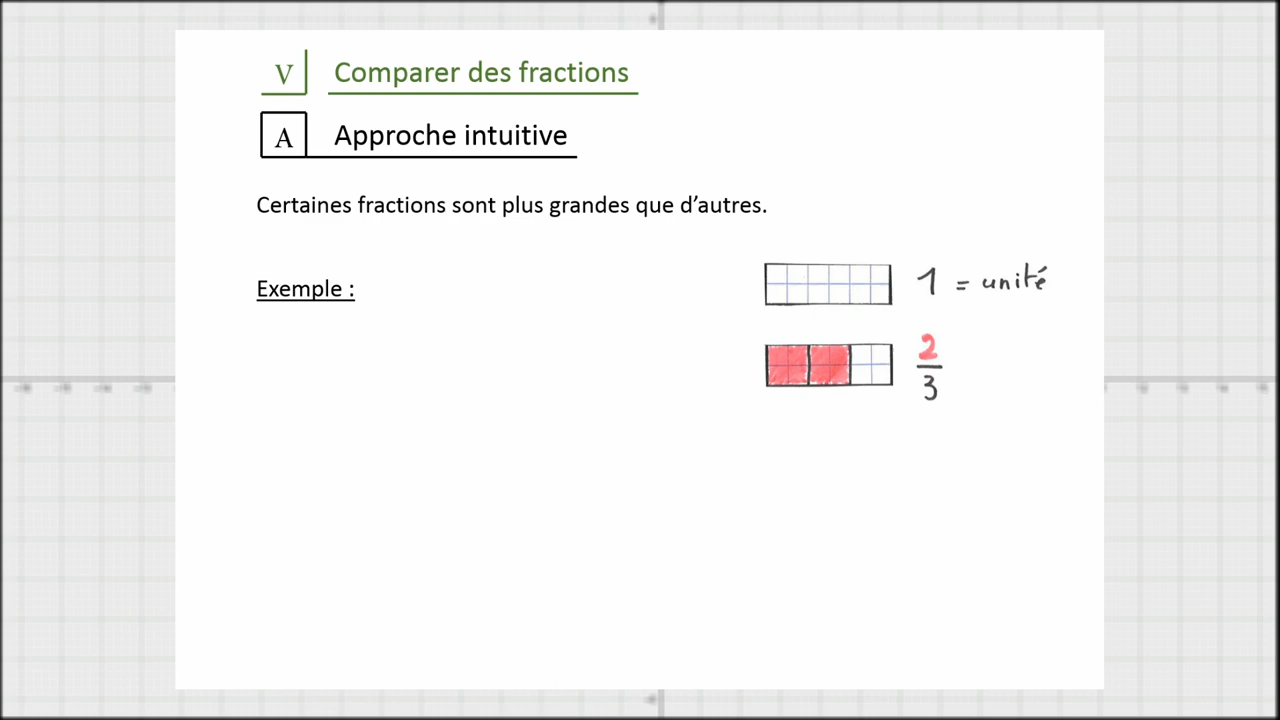 V Comparer des fractions
A Approche intuitive
Certaines fractions sont plus grandes que d’autres.
Exemple :
1 = unité
2
3